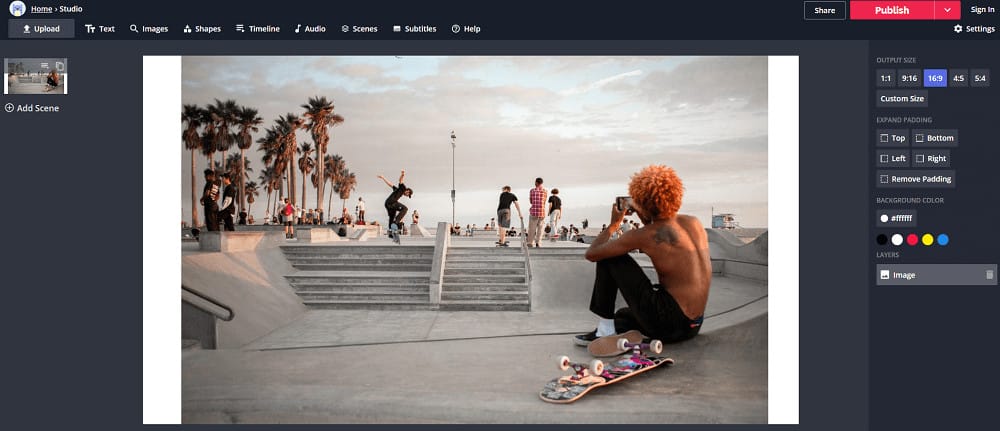 Home › Studio
Share
Publish
Sign In
Upload
Text
Images
Shapes
Timeline
Audio
Scenes
Subtitles
Help
Settings
Add Scene
OUTPUT SIZE
1:1 9:16 16:9 4:5 5:4
Custom Size
EXPAND PADDING
Top Bottom
Left Right
Remove Padding
BACKGROUND COLOR
#ffffff
LAYERS
Image